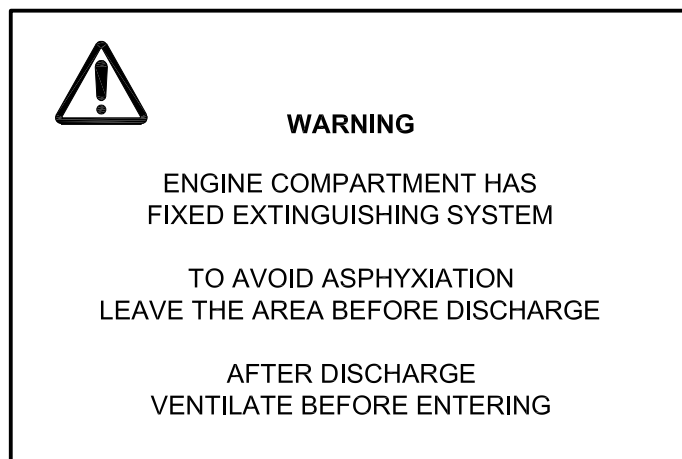 WARNING
ENGINE COMPARTMENT HAS
FIXED EXTINGUISHING SYSTEM
TO AVOID ASPHYXIATION
LEAVE THE AREA BEFORE DISCHARGE
AFTER DISCHARGE
VENTILATE BEFORE ENTERING